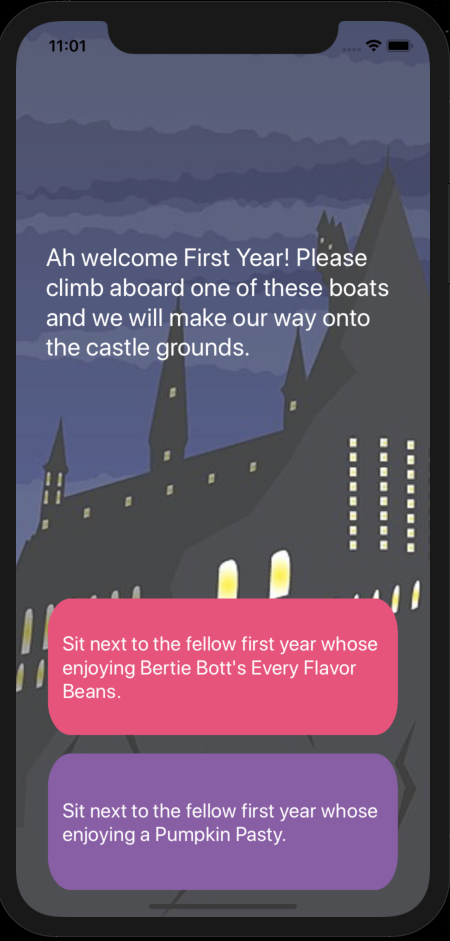 11:01
Ah welcome First Year! Please
climb aboard one of these boats
and we will make our way onto
the castle grounds.
Sit next to the fellow first year whose
enjoying Bertie Bott's Every Flavor
Beans.
Sit next to the fellow first year whose
enjoying a Pumpkin Pasty.